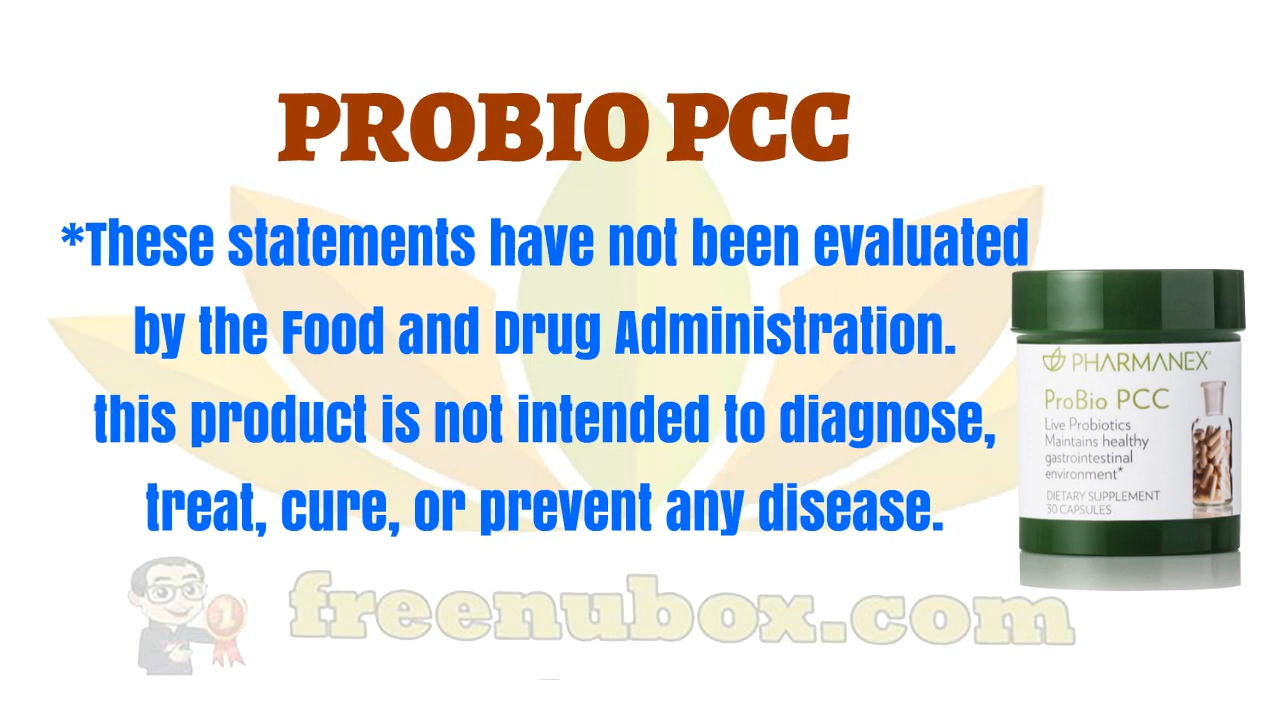 PROBIO PCC
*These statements have not been evaluated
by the Food and Drug Administration.
this product is not intended to diagnose,
treat, cure, or prevent any disease.
PHARMANEX®
ProBio PCC
Live Probiotics
Maintains healthy
gastrointestinal
environment*
DIETARY SUPPLEMENT
30 CAPSULES
1
freenubox.com